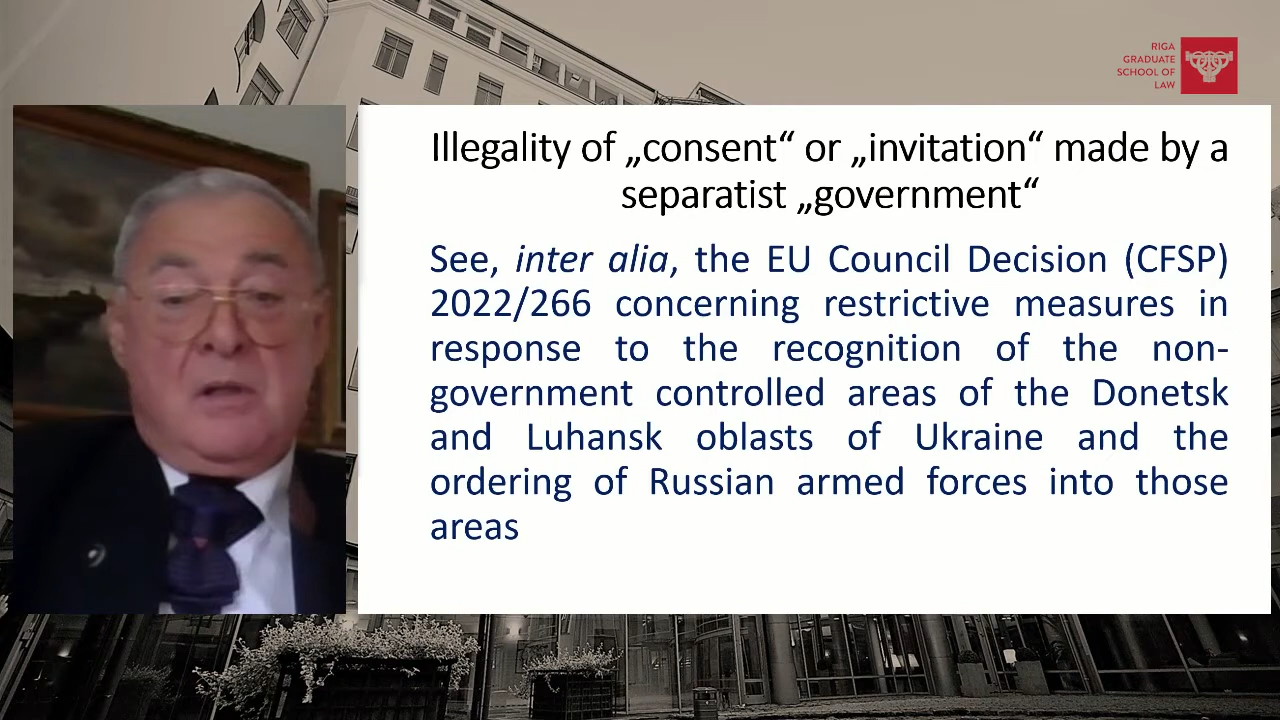 RIGA
GRADUATE
SCHOOL OF
LAW
Illegality of „consent“ or „invitation“ made by a
separatist „government“
See, inter alia, the EU Council Decision (CFSP)
2022/266 concerning restrictive measures in
response to the recognition of the non-
government controlled areas of the Donetsk
and Luhansk oblasts of Ukraine and the
ordering of Russian armed forces into those
areas